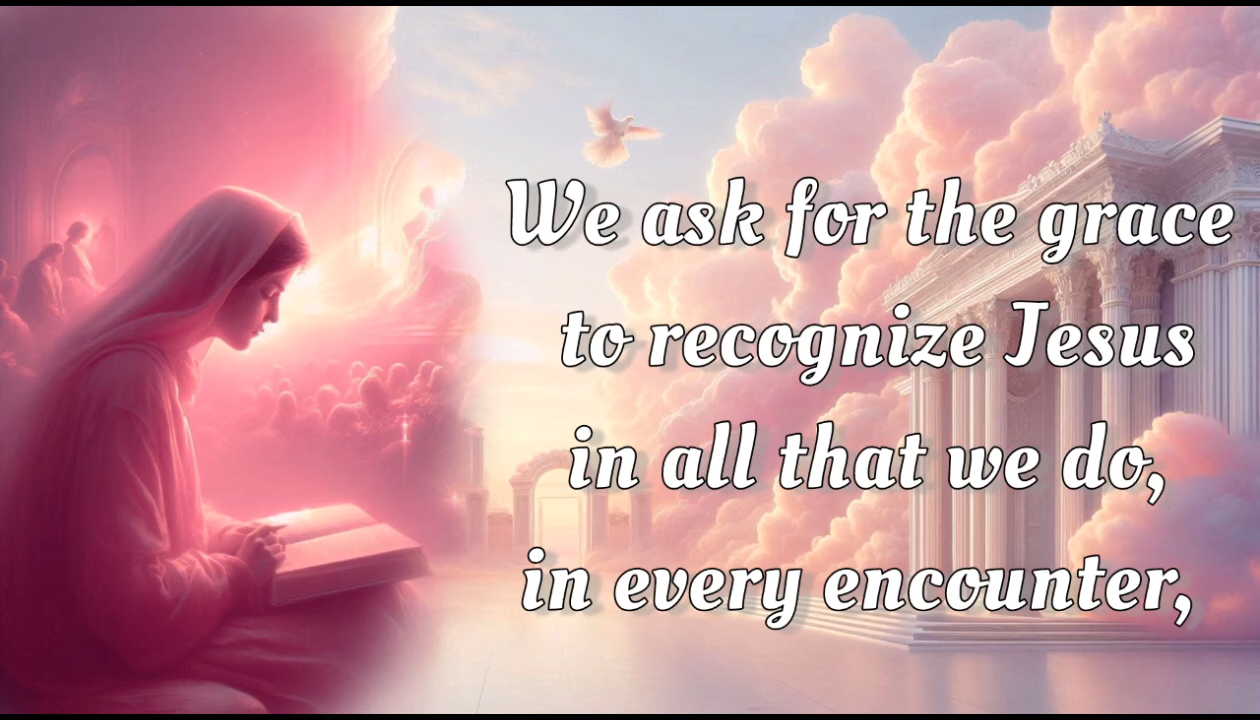 We ask for the grace
to recognize Jesus
in all that we do,
in every encounter,